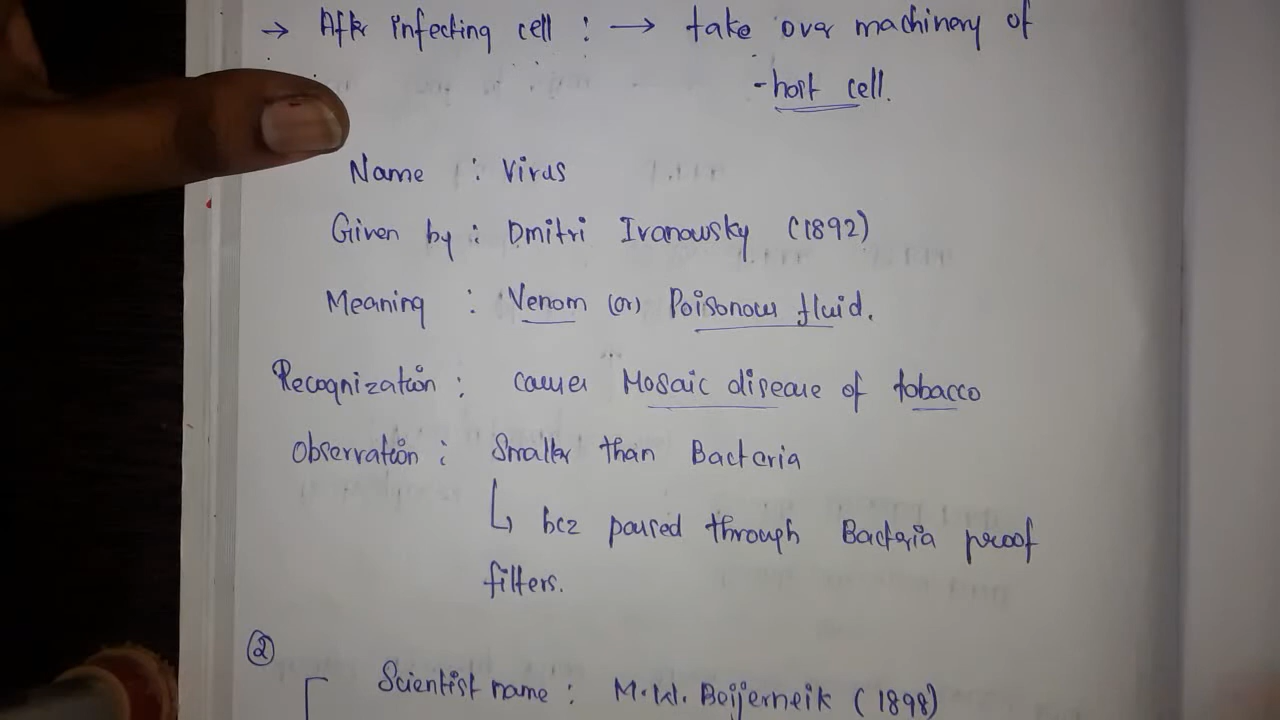 → After infecting cell : → take over machinery of
- host cell.
Name : Virus
Given by : Dmitri Ivanowsky (1892)
Meaning : Venom (or) Poisonous fluid.
Recognization : causes Mosaic disease of tobacco
Observation : Smaller than Bacteria
↳ bcz passed through Bacteria proof
filters.
②
Scientist name : M.W. Beijerneik (1898)